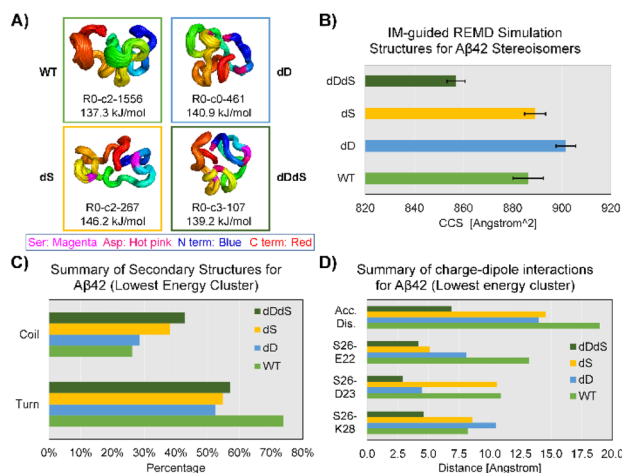 A)
WT
R0-c2-1556
137.3 kJ/mol
R0-c0-461
140.9 kJ/mol
dD
dS
R0-c2-267
146.2 kJ/mol
R0-c3-107
139.2 kJ/mol
dDdS
Ser: Magenta Asp: Hot pink N term: Blue C term: Red
B)
IM-guided REMD Simulation
Structures for Aβ42 Stereoisomers
dDdS
dS
dD
WT
820 840 860 880 900 920
CCS [Angstrom^2]
C)
Summary of Secondary Structures for
Aβ42 (Lowest Energy Cluster)
Coil
Turn
dDdS
dS
dD
WT
0% 10% 20% 30% 40% 50% 60% 70% 80%
Percentage
D)
Summary of charge-dipole interactions
for Aβ42 (Lowest energy cluster)
Acc.
Dis.
S26-
E22
S26-
D23
S26-
K28
dDdS
dS
dD
WT
0.0 2.5 5.0 7.5 10.0 12.5 15.0 17.5 20.0
Distance [Angstrom]